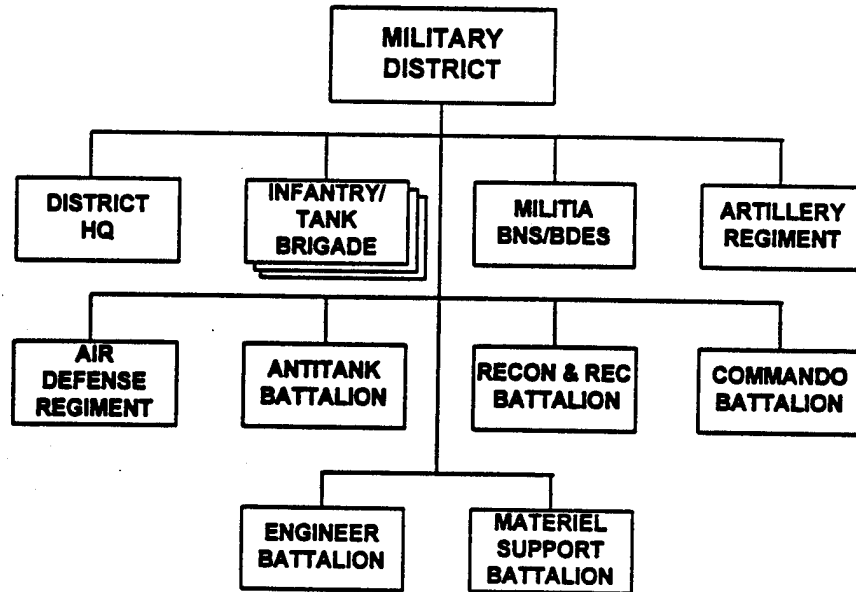 MILITARY
DISTRICT
DISTRICT
HQ
INFANTRY/
TANK
BRIGADE
MILITIA
BNS/BDES
ARTILLERY
REGIMENT
AIR
DEFENSE
REGIMENT
ANTITANK
BATTALION
RECON & REC
BATTALION
COMMANDO
BATTALION
ENGINEER
BATTALION
MATERIEL
SUPPORT
BATTALION